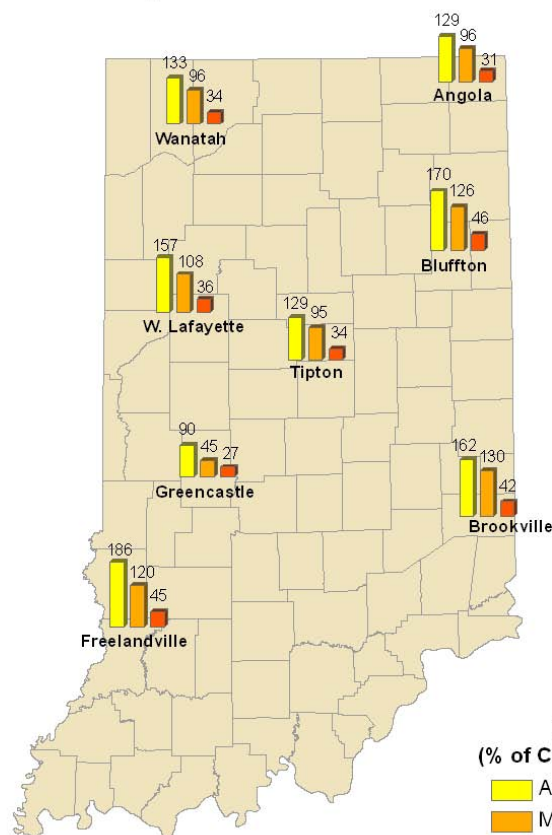 129
96
31
Angola
133
96
34
Wanatah
170
126
46
Bluffton
157
108
36
W. Lafayette
129
95
34
Tipton
90
45
27
Greencastle
162
130
42
Brookville
186
120
45
Freelandville
(% of C
A
M